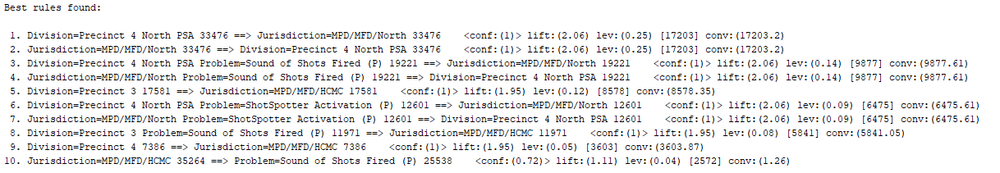 Best rules found:
1. Division=Precinct 4 North PSA 33476 ==> Jurisdiction=MPD/MFD/North 33476 <conf:(1)> lift:(2.06) lev:(0.25) [17203] conv:(17203.2)
2. Jurisdiction=MPD/MFD/North 33476 ==> Division=Precinct 4 North PSA 33476 <conf:(1)> lift:(2.06) lev:(0.25) [17203] conv:(17203.2)
3. Division=Precinct 4 North PSA Problem=Sound of Shots Fired (P) 19221 ==> Jurisdiction=MPD/MFD/North 19221 <conf:(1)> lift:(2.06) lev:(0.14) [9877] conv:(9877.61)
4. Jurisdiction=MPD/MFD/North Problem=Sound of Shots Fired (P) 19221 ==> Division=Precinct 4 North PSA 19221 <conf:(1)> lift:(2.06) lev:(0.14) [9877] conv:(9877.61)
5. Division=Precinct 3 17581 ==> Jurisdiction=MPD/MFD/HCMC 17581 <conf:(1)> lift:(1.95) lev:(0.12) [8578] conv:(8578.35)
6. Division=Precinct 4 North PSA Problem=ShotSpotter Activation (P) 12601 ==> Jurisdiction=MPD/MFD/North 12601 <conf:(1)> lift:(2.06) lev:(0.09) [6475] conv:(6475.61)
7. Jurisdiction=MPD/MFD/North Problem=ShotSpotter Activation (P) 12601 ==> Division=Precinct 4 North PSA 12601 <conf:(1)> lift:(2.06) lev:(0.09) [6475] conv:(6475.61)
8. Division=Precinct 3 Problem=Sound of Shots Fired (P) 11971 ==> Jurisdiction=MPD/MFD/HCMC 11971 <conf:(1)> lift:(1.95) lev:(0.08) [5841] conv:(5841.05)
9. Division=Precinct 4 7386 ==> Jurisdiction=MPD/MFD/HCMC 7386 <conf:(1)> lift:(1.95) lev:(0.05) [3603] conv:(3603.87)
10. Jurisdiction=MPD/MFD/HCMC 35264 ==> Problem=Sound of Shots Fired (P) 25538 <conf:(0.72)> lift:(1.11) lev:(0.04) [2572] conv:(1.26)